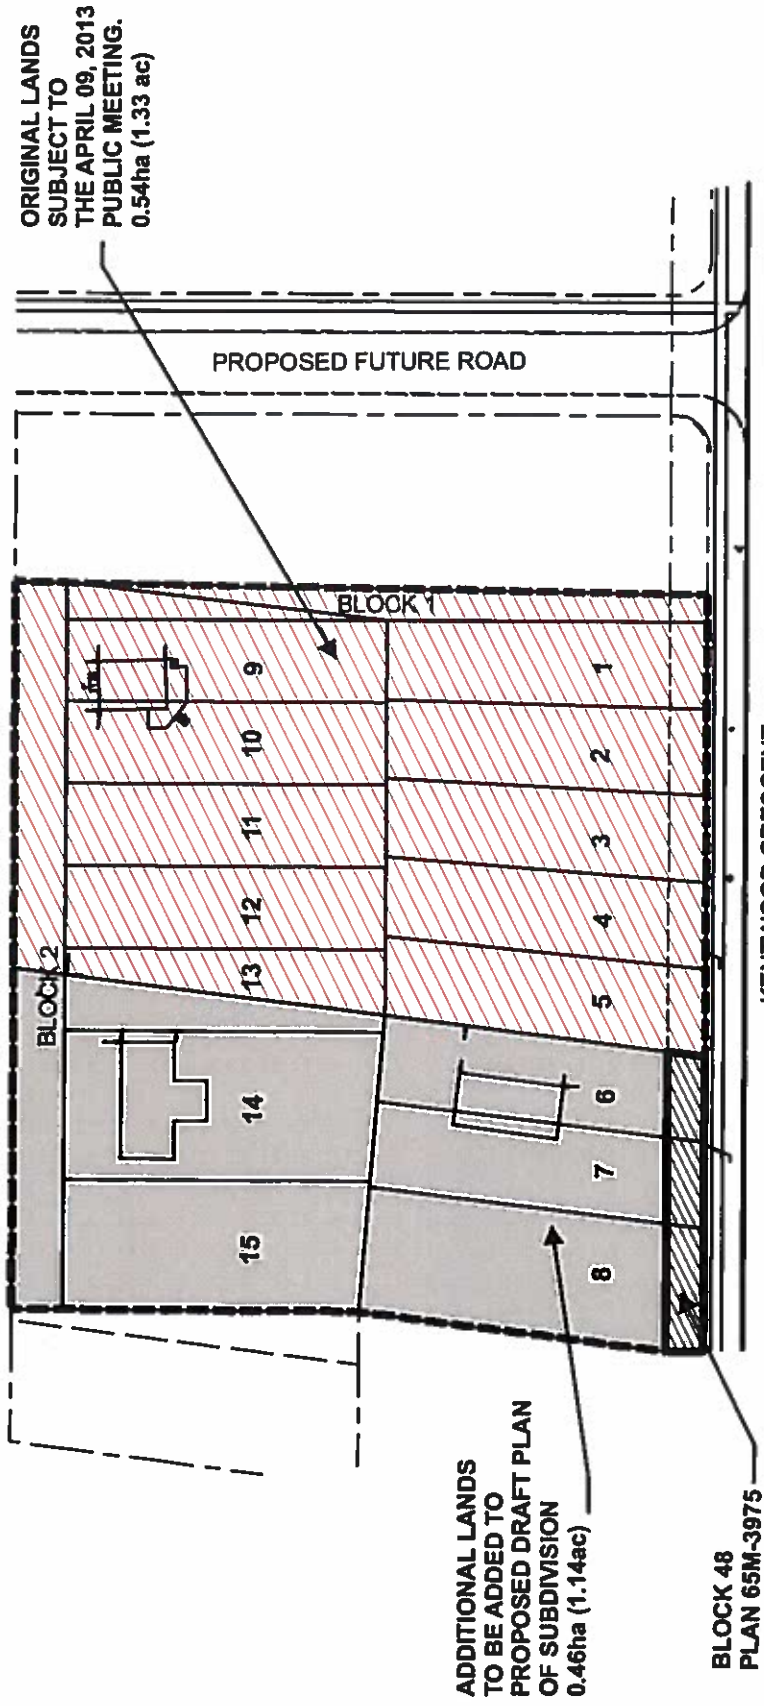 ORIGINAL LANDS
SUBJECT TO
THE APRIL 09, 2013
PUBLIC MEETING.
0.54ha (1.33 ac)
PROPOSED FUTURE ROAD
BLOCK 1
BLOCK 2
9
10
11
12
13
14
15
1
2
3
4
5
6
7
8
ADDITIONAL LANDS
TO BE ADDED TO
PROPOSED DRAFT PLAN
OF SUBDIVISION
0.46ha (1.14ac)
BLOCK 48
PLAN 65M-3975